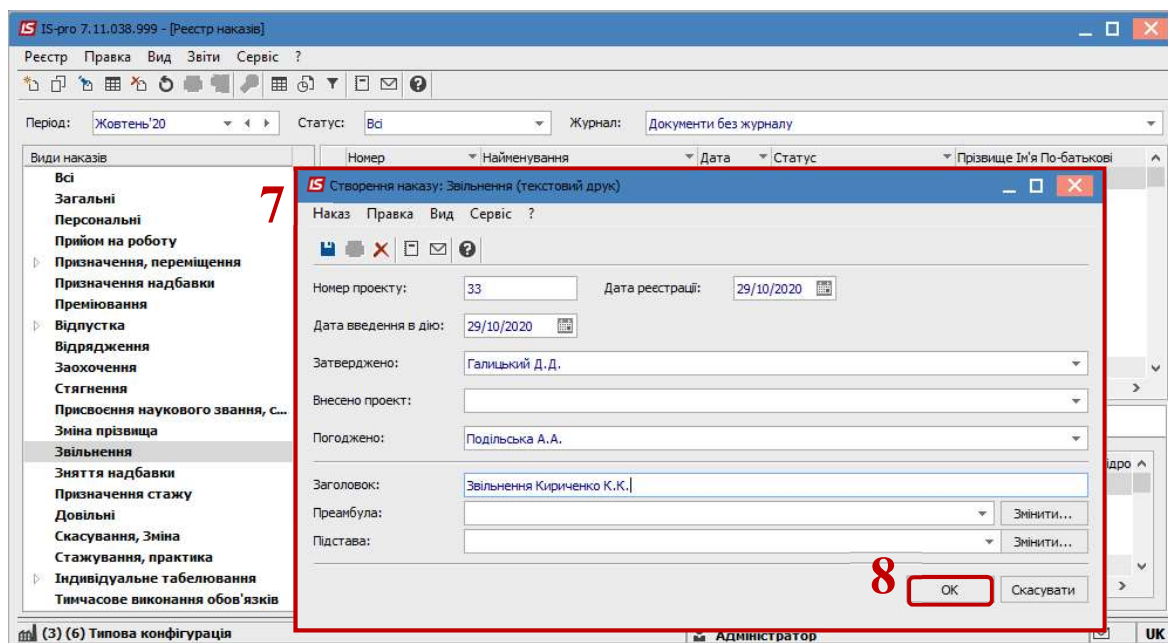 IS-pro 7.11.038.999 - [Реєстр наказів]
Реєстр Правка Вид Звіти Сервіс ?
Період: Жовтень'20 Статус: Всі Журнал: Документи без журналу
Види наказів Номер Найменування Дата Статус Прізвище Ім'я По-батькові
Всі
Загальні
Персональні
Прийом на роботу
Призначення, переміщення
Призначення надбавки
Преміювання
Відпустка
Відрядження
Заохочення
Стягнення
Присвоєння наукового звання, с...
Зміна прізвища
Звільнення
Зняття надбавки
Призначення стажу
Довільні
Скасування, Зміна
Стажування, практика
Індивідуальне табелювання
Тимчасове виконання обов'язків
7
Створення наказу: Звільнення (текстовий друк)
Наказ Правка Вид Сервіс ?
Номер проекту: 33 Дата реєстрації: 29/10/2020
Дата введення в дію: 29/10/2020
Затверджено: Галицький Д.Д.
Внесено проект:
Погоджено: Подільська А.А.
Заголовок: Звільнення Кириченко К.К.
Преамбула: Змінити...
Підстава: Змінити...
8
OK Скасувати
ідро
(3) (6) Типова конфігурація Адміністратор UK